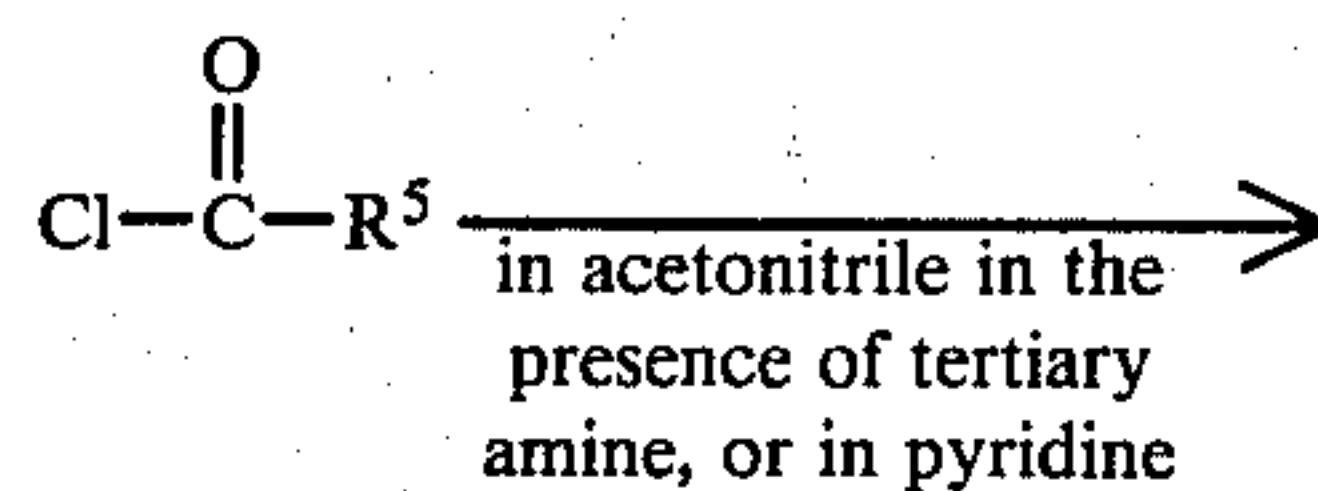 O
Cl—C—R⁵
in acetonitrile in the
presence of tertiary
amine, or in pyridine